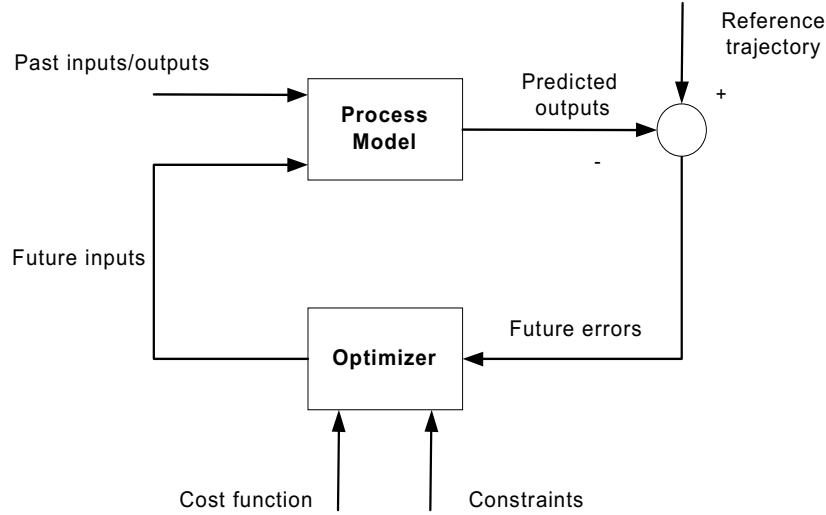 Reference
trajectory
Past inputs/outputs
Predicted
outputs
+
Process
Model
-
Future inputs
Future errors
Optimizer
Cost function
Constraints